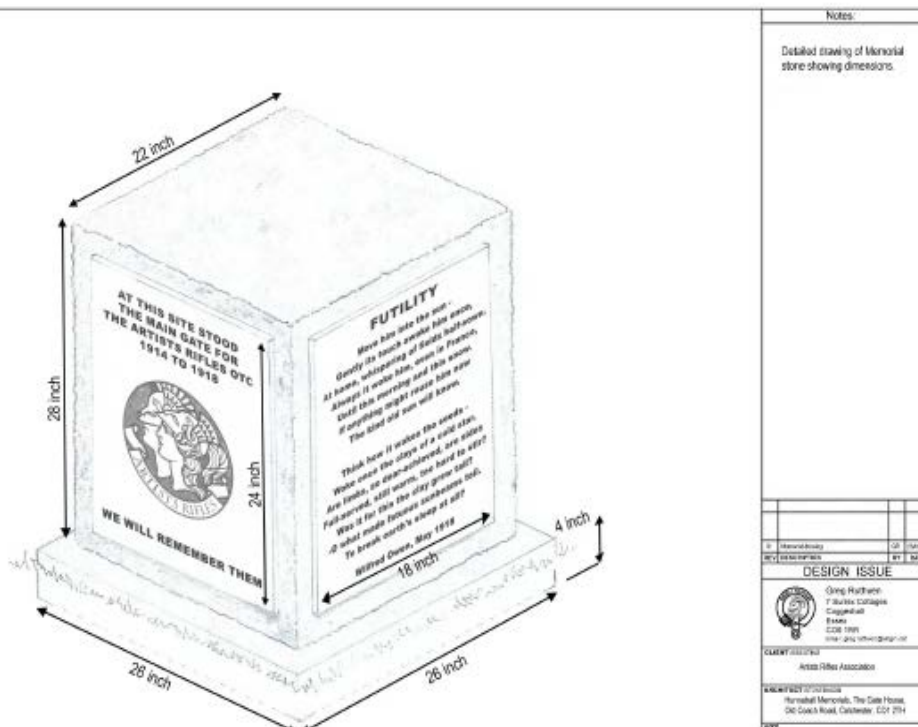 Notes:
Detailed drawing of Memorial
stone showing dimensions.
22 inch
28 inch
AT THIS SITE STOOD
THE MAIN GATE FOR
THE ARTISTS RIFLES OTC
1914 TO 1918
ARTISTS RIFLES
24 inch
WE WILL REMEMBER THEM
FUTILITY
Move him into the sun -
Gently its touch awoke him once,
At home, whispering of fields half-sown.
Always it woke him, even in France,
Until this morning and this snow.
If anything might rouse him now
The kind old sun will know.
Think how it wakes the seeds -
Woke once the clays of a cold star.
Are limbs, so dear-achieved, are sides
Full-nerved, still warm, too hard to stir?
Was it for this the clay grew tall?
-O what made fatuous sunbeams toil,
To break earth's sleep at all?
Wilfred Owen, May 1918
18 inch
4 inch
26 inch
26 inch
DESIGN ISSUE
Greg Ruthven
Coggeshall
Essex
CLIENT
Artists Rifles Association
ARCHITECT
Hunnaball Memorials, The Gate House,
Old Coach Road, Colchester, CO1 2TH